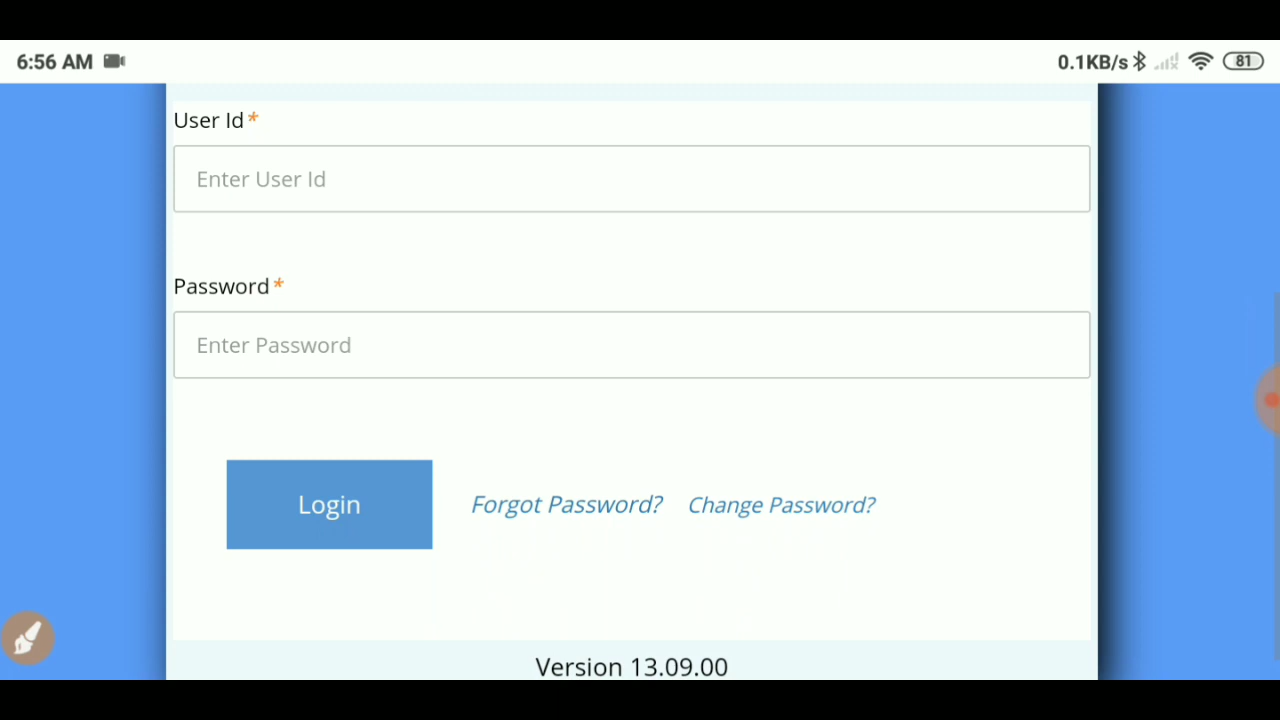 6:56 AM 0.1KB/s 81
User Id*
Enter User Id
Password*
Enter Password
Login Forgot Password? Change Password?
Version 13.09.00